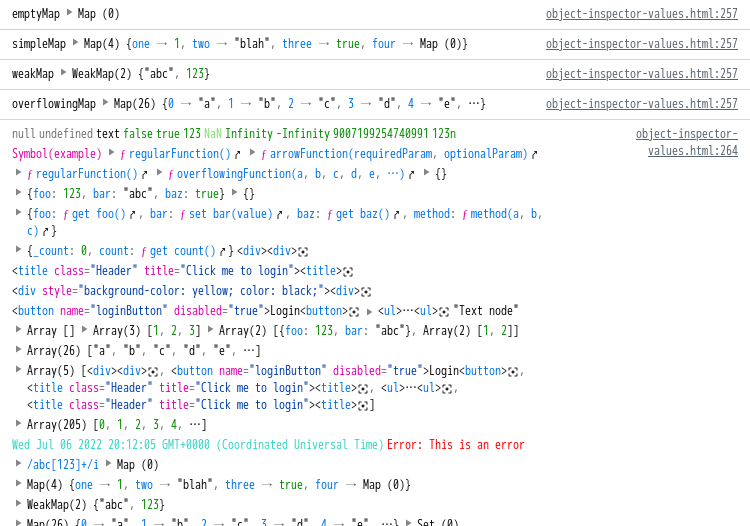 emptyMap Map (0) object-inspector-values.html:257
simpleMap Map(4) {one → 1, two → "blah", three → true, four → Map (0)} object-inspector-values.html:257
weakMap WeakMap(2) {"abc", 123} object-inspector-values.html:257
overflowingMap Map(26) {0 → "a", 1 → "b", 2 → "c", 3 → "d", 4 → "e", …} object-inspector-values.html:257
null undefined text false true 123 NaN Infinity -Infinity 9007199254740991 123n object-inspector-
Symbol(example) ƒ regularFunction() ƒ arrowFunction(requiredParam, optionalParam) values.html:264
ƒ regularFunction() ƒ overflowingFunction(a, b, c, d, e, …) {}
{foo: 123, bar: "abc", baz: true} {}
{foo: ƒ get foo(), bar: ƒ set bar(value), baz: ƒ get baz(), method: ƒ method(a, b,
c)}
{_count: 0, count: ƒ get count()} <div><div>
<title class="Header" title="Click me to login"><title>
<div style="background-color: yellow; color: black;"><div>
<button name="loginButton" disabled="true">Login<button> <ul>…<ul> "Text node"
Array [] Array(3) [1, 2, 3] Array(2) [{foo: 123, bar: "abc"}, Array(2) [1, 2]]
Array(26) ["a", "b", "c", "d", "e", …]
Array(5) [<div><div>, <button name="loginButton" disabled="true">Login<button>,
<title class="Header" title="Click me to login"><title>, <ul>…<ul>,
<title class="Header" title="Click me to login"><title>]
Array(205) [0, 1, 2, 3, 4, …]
Wed Jul 06 2022 20:12:05 GMT+0000 (Coordinated Universal Time) Error: This is an error
/abc[123]+/i Map (0)
Map(4) {one → 1, two → "blah", three → true, four → Map (0)}
WeakMap(2) {"abc", 123}
Map(26) {0 → "a", 1 → "b", 2 → "c", 3 → "d", 4 → "e", …} Set (0)